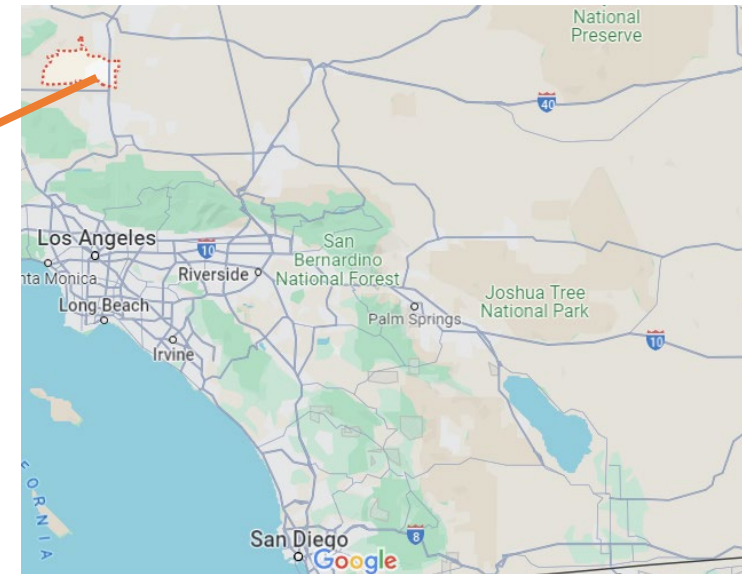 National
Preserve
40
Los Angeles
10
San
Bernardino
National Forest
Riverside
nta Monica
Long Beach
Joshua Tree
National Park
Palm Springs
10
Irvine
FORNIA
San Diego
8
Google